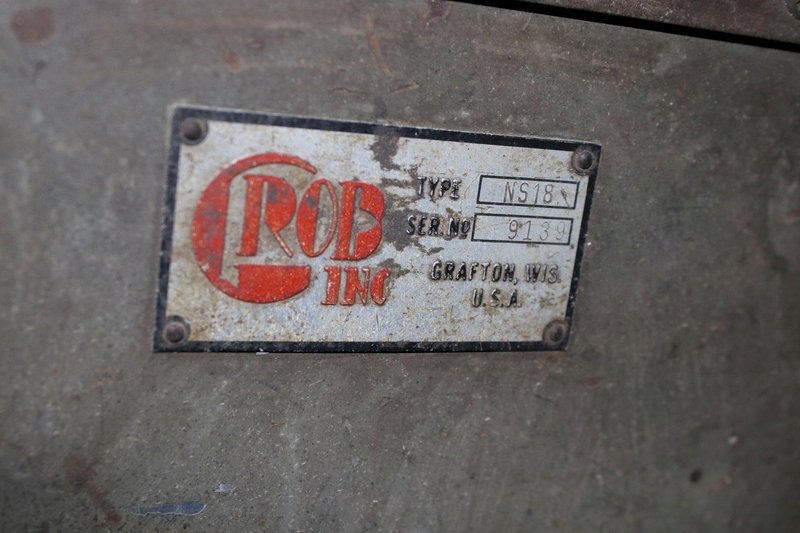 GROB
INC
TYPE NS18
SER. NO 9139
GRAFTON, WIS.
U.S.A.